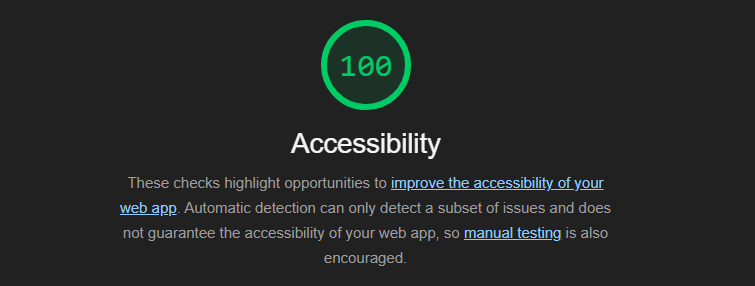 100
Accessibility
These checks highlight opportunities to improve the accessibility of your
web app. Automatic detection can only detect a subset of issues and does
not guarantee the accessibility of your web app, so manual testing is also
encouraged.